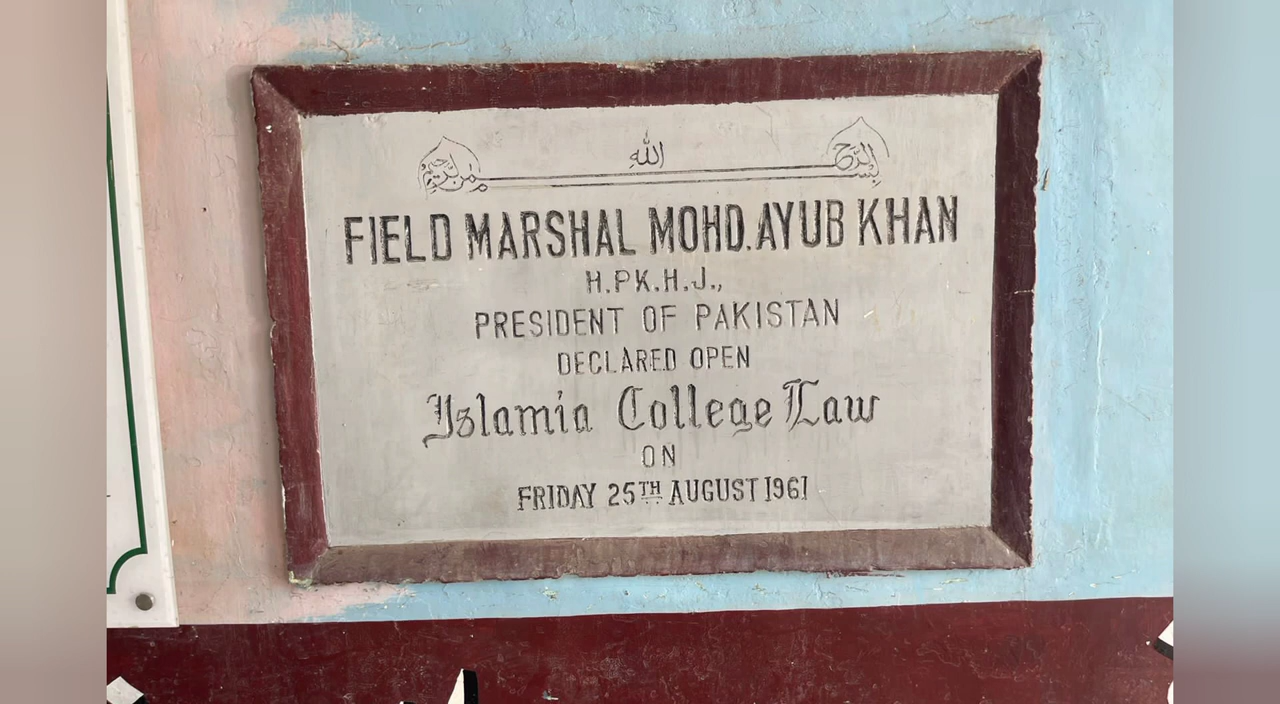 بسم الله الرحمن الرحيم
FIELD MARSHAL MOHD. AYUB KHAN
H.PK.H.J.,
PRESIDENT OF PAKISTAN
DECLARED OPEN
Islamia College Law
ON
FRIDAY 25TH AUGUST 1961